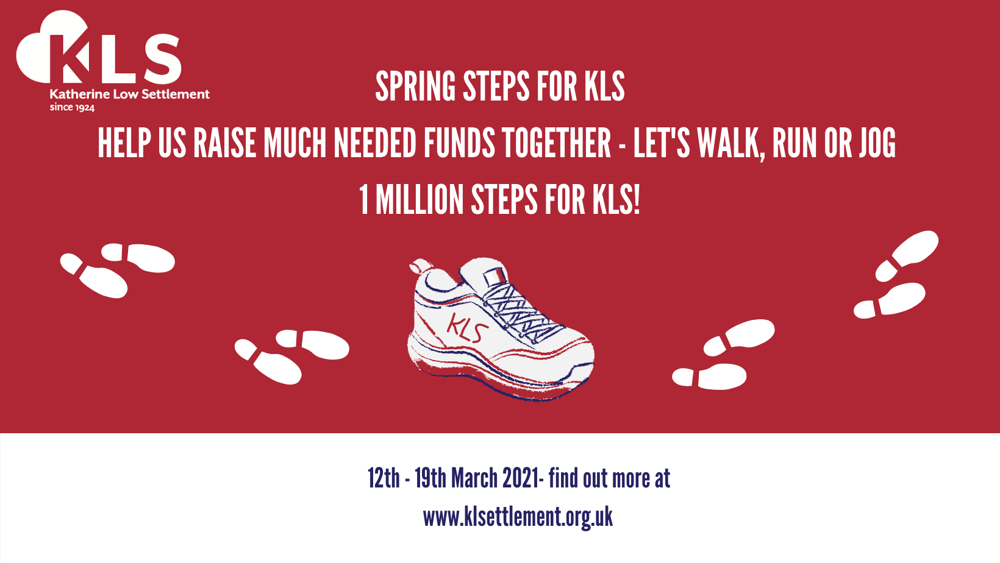 KLS
Katherine Low Settlement
since 1924
SPRING STEPS FOR KLS
HELP US RAISE MUCH NEEDED FUNDS TOGETHER - LET'S WALK, RUN OR JOG
1 MILLION STEPS FOR KLS!
KLS
12th - 19th March 2021- find out more at
www.klsettlement.org.uk